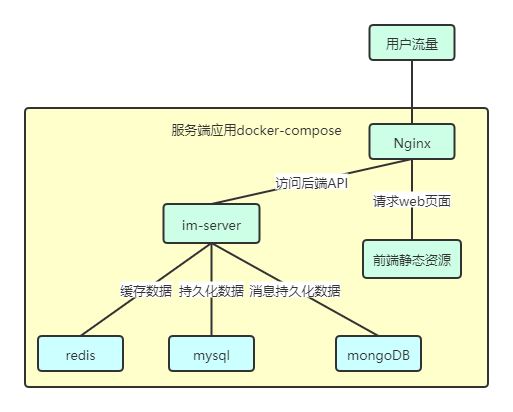 用户流量
服务端应用docker-compose
Nginx
访问后端API
请求web页面
im-server
前端静态资源
缓存数据
持久化数据
消息持久化数据
redis
mysql
mongoDB